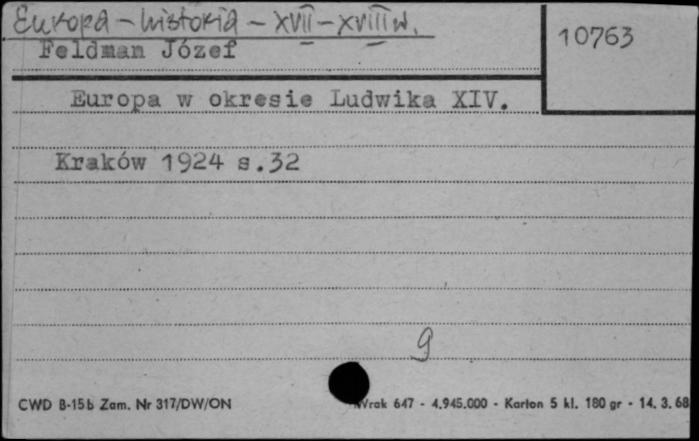 Europa - historia - XVII - XVIII w.
10763
Feldman Józef
Europa w okresie Ludwika XIV.
Kraków 1924 s.32
9
CWD B-15b Zam. Nr 317/DW/ON
Wrak 647 - 4.945.000 - Karton 5 kl. 180 gr - 14. 3. 68